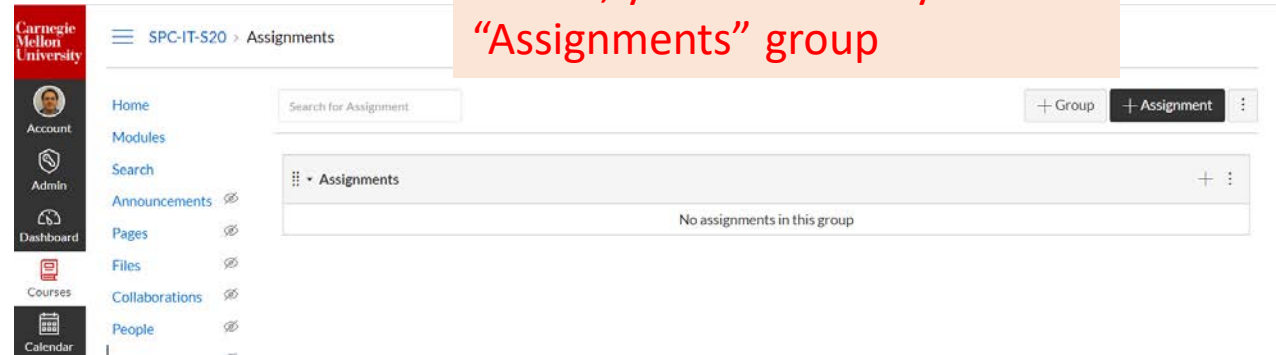 “Assignments” group
Carnegie
Mellon
University
SPC-IT-S20 > Assignments
Account
Admin
Dashboard
Courses
Calendar
Home
Modules
Search
Announcements
Pages
Files
Collaborations
People
Search for Assignment
+ Group
+ Assignment
Assignments
No assignments in this group